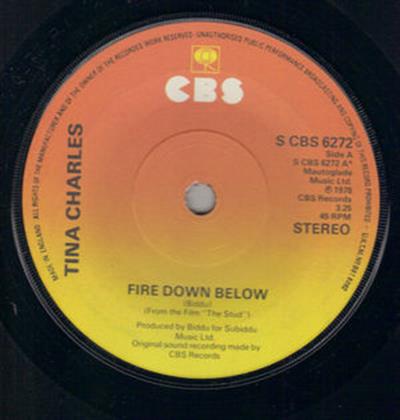 ALL RIGHTS OF THE MANUFACTURER AND OF THE OWNER OF THE RECORDED WORK RESERVED · UNAUTHORISED PUBLIC PERFORMANCE BROADCASTING AND COPYING OF THIS RECORD PROHIBITED
CBS
TINA CHARLES
S CBS 6272
Side A
S CBS 6272 A*
Mautoglade
Music Ltd.
℗ 1978
CBS Records
3.25
45 RPM
STEREO
MADE IN ENGLAND
FIRE DOWN BELOW
(Biddu)
(From the Film "The Stud")
Produced by Biddu for Subiddu
Music Ltd.
Original sound recording made by
CBS Records